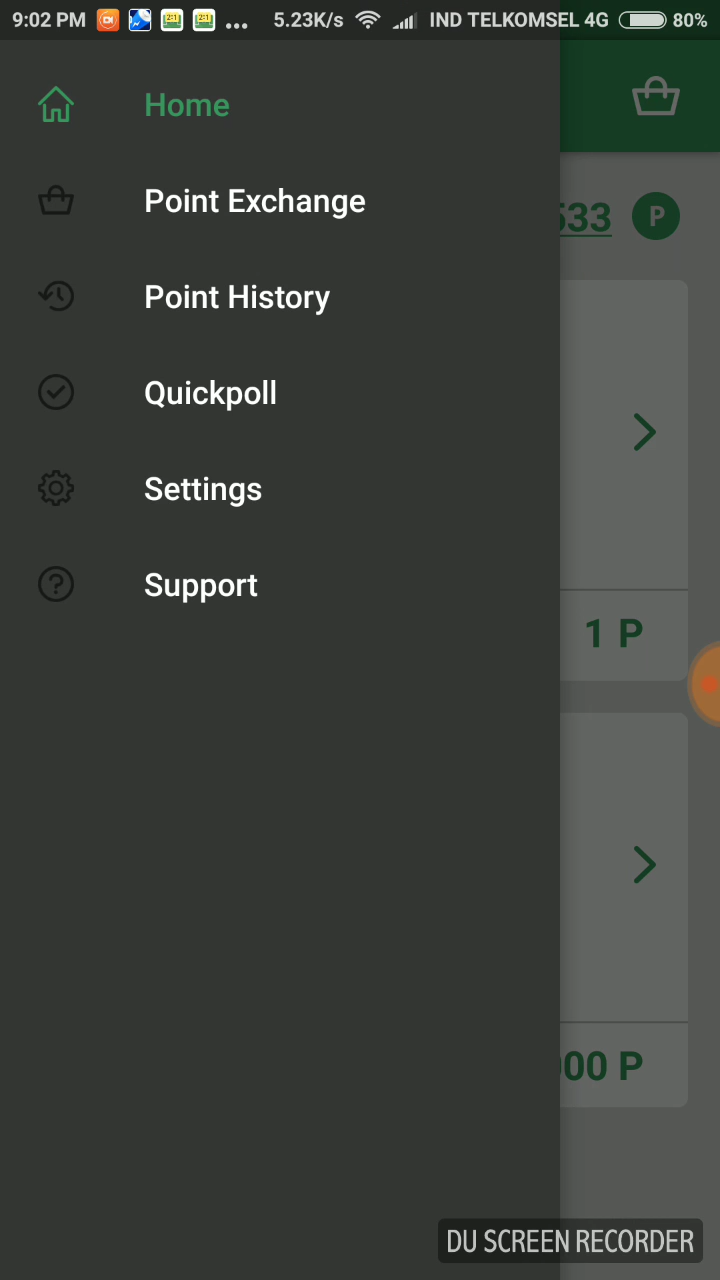 9:02 PM ... 5.23K/s IND TELKOMSEL 4G 80%
Home
Point Exchange
533 P
Point History
Quickpoll
Settings
Support
1 P
00 P
DU SCREEN RECORDER